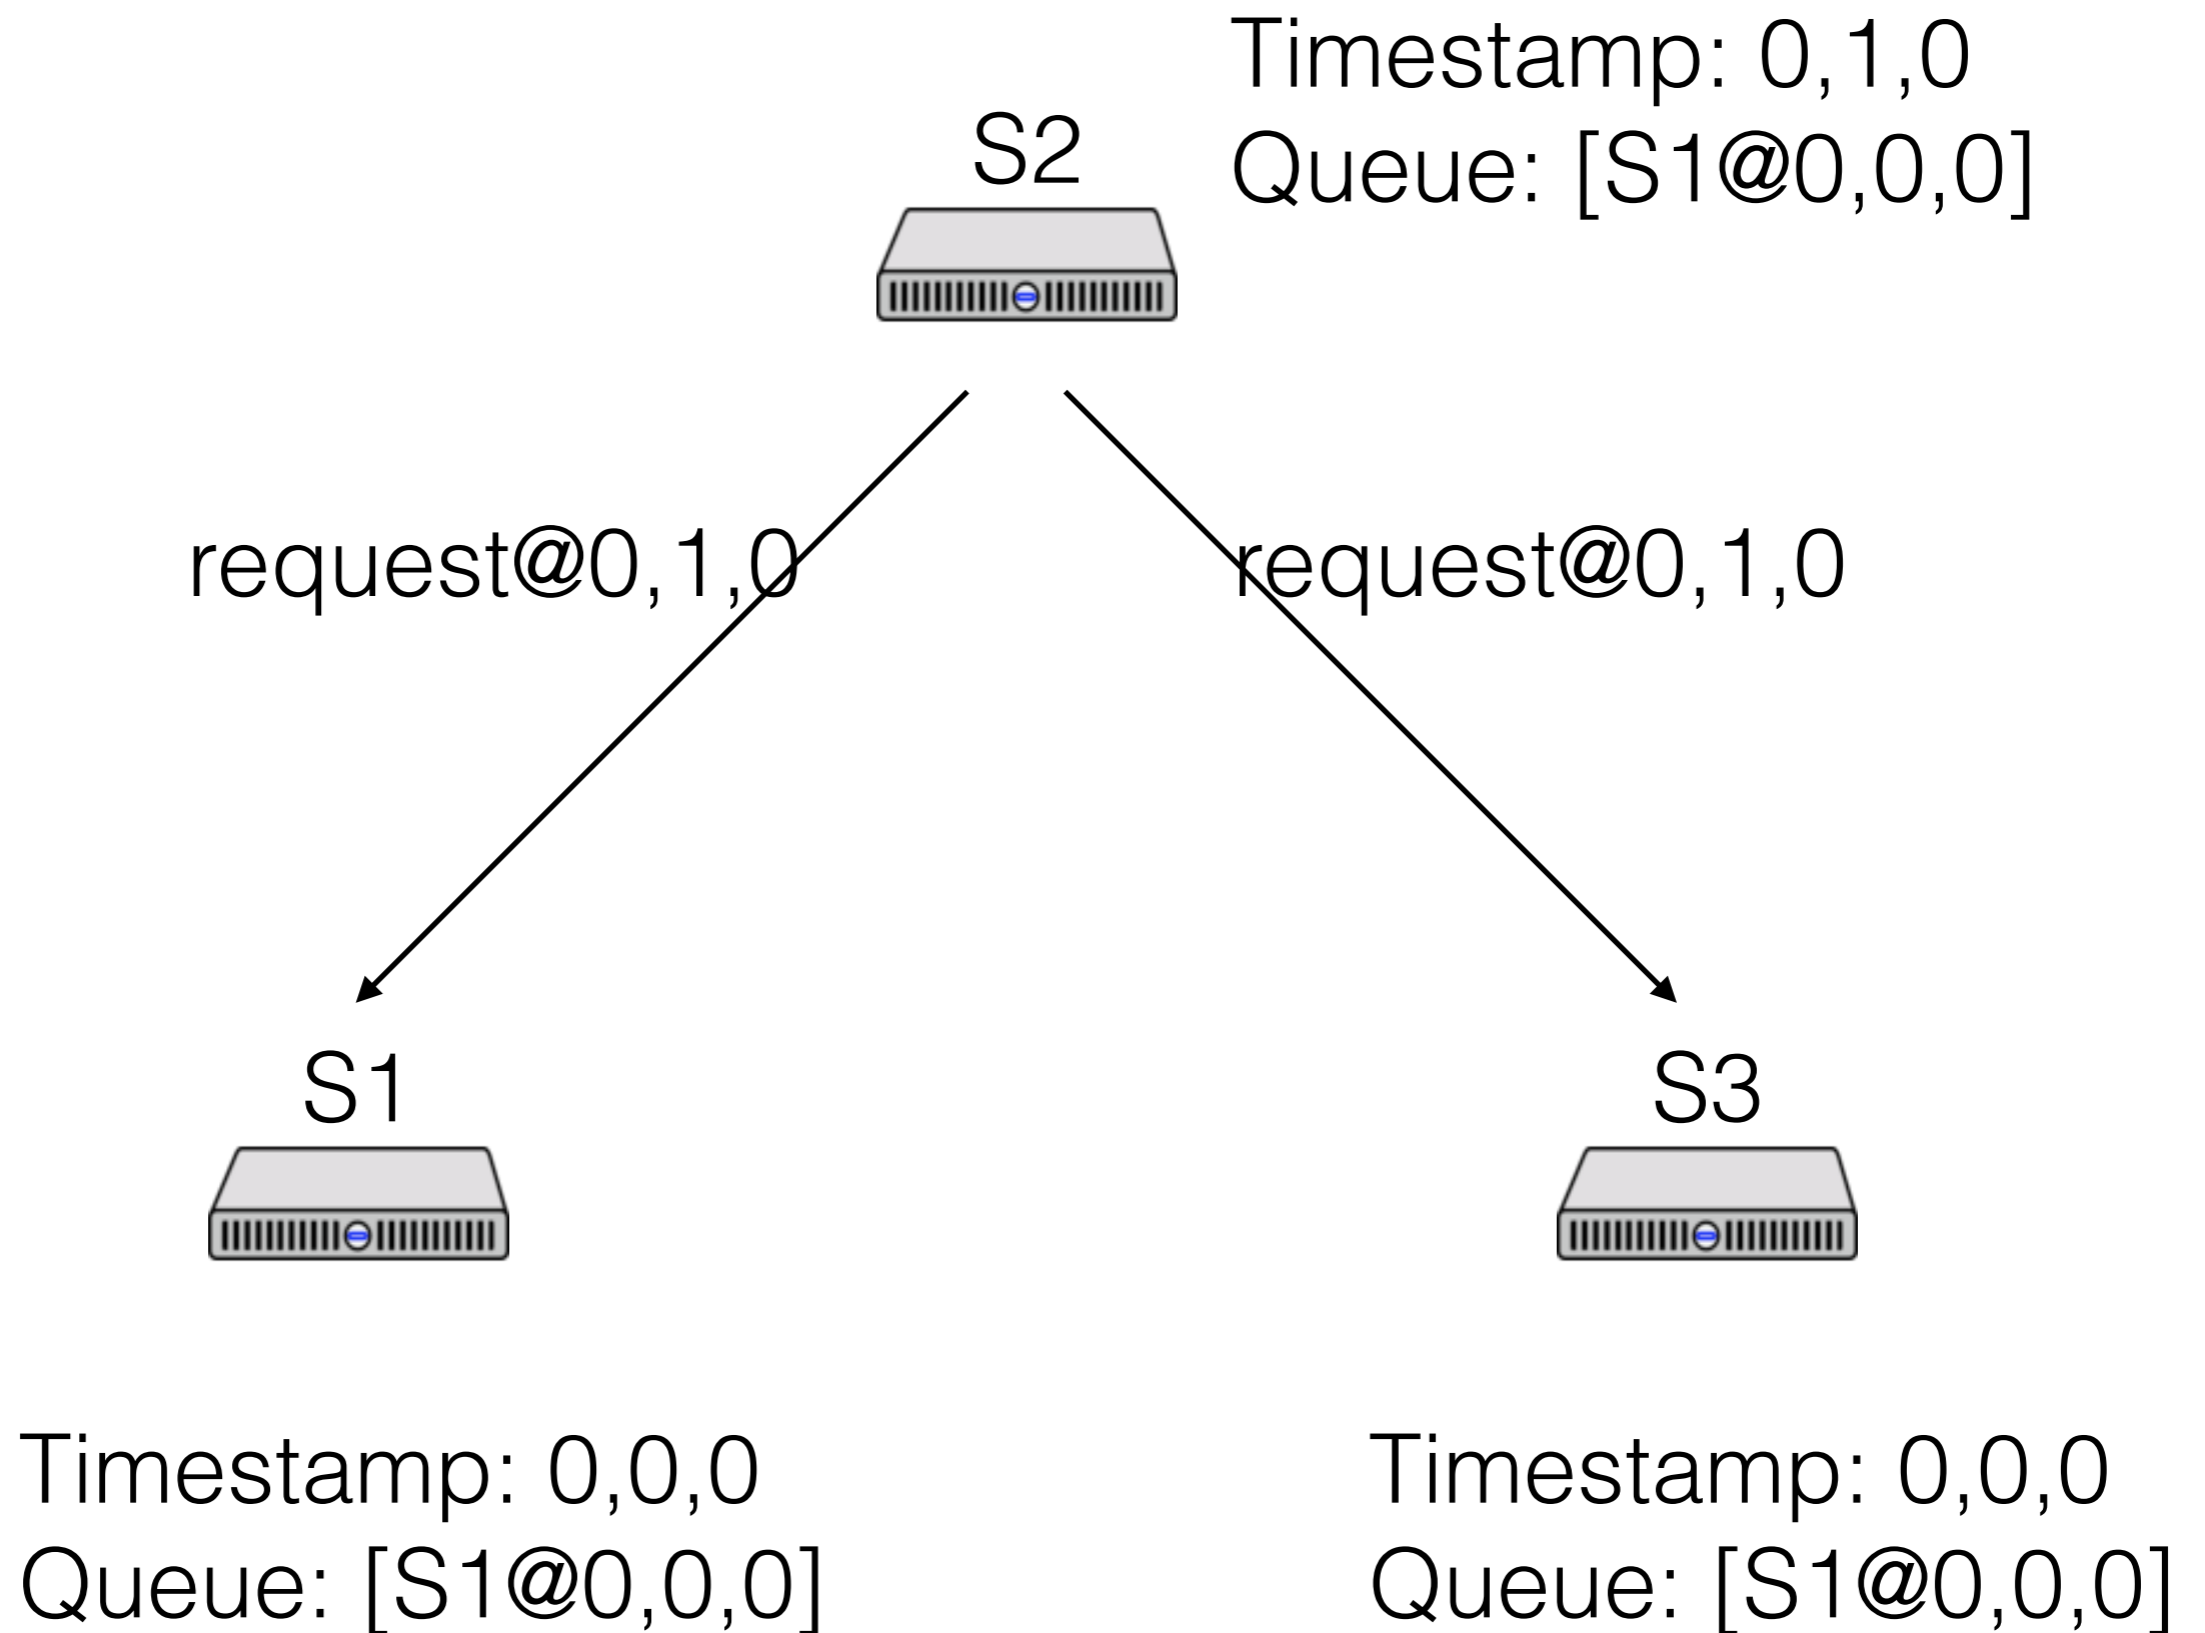 Timestamp: 0,1,0
Queue: [S1@0,0,0]
S2
request@0,1,0
request@0,1,0
S1
S3
Timestamp: 0,0,0
Queue: [S1@0,0,0]
Timestamp: 0,0,0
Queue: [S1@0,0,0]